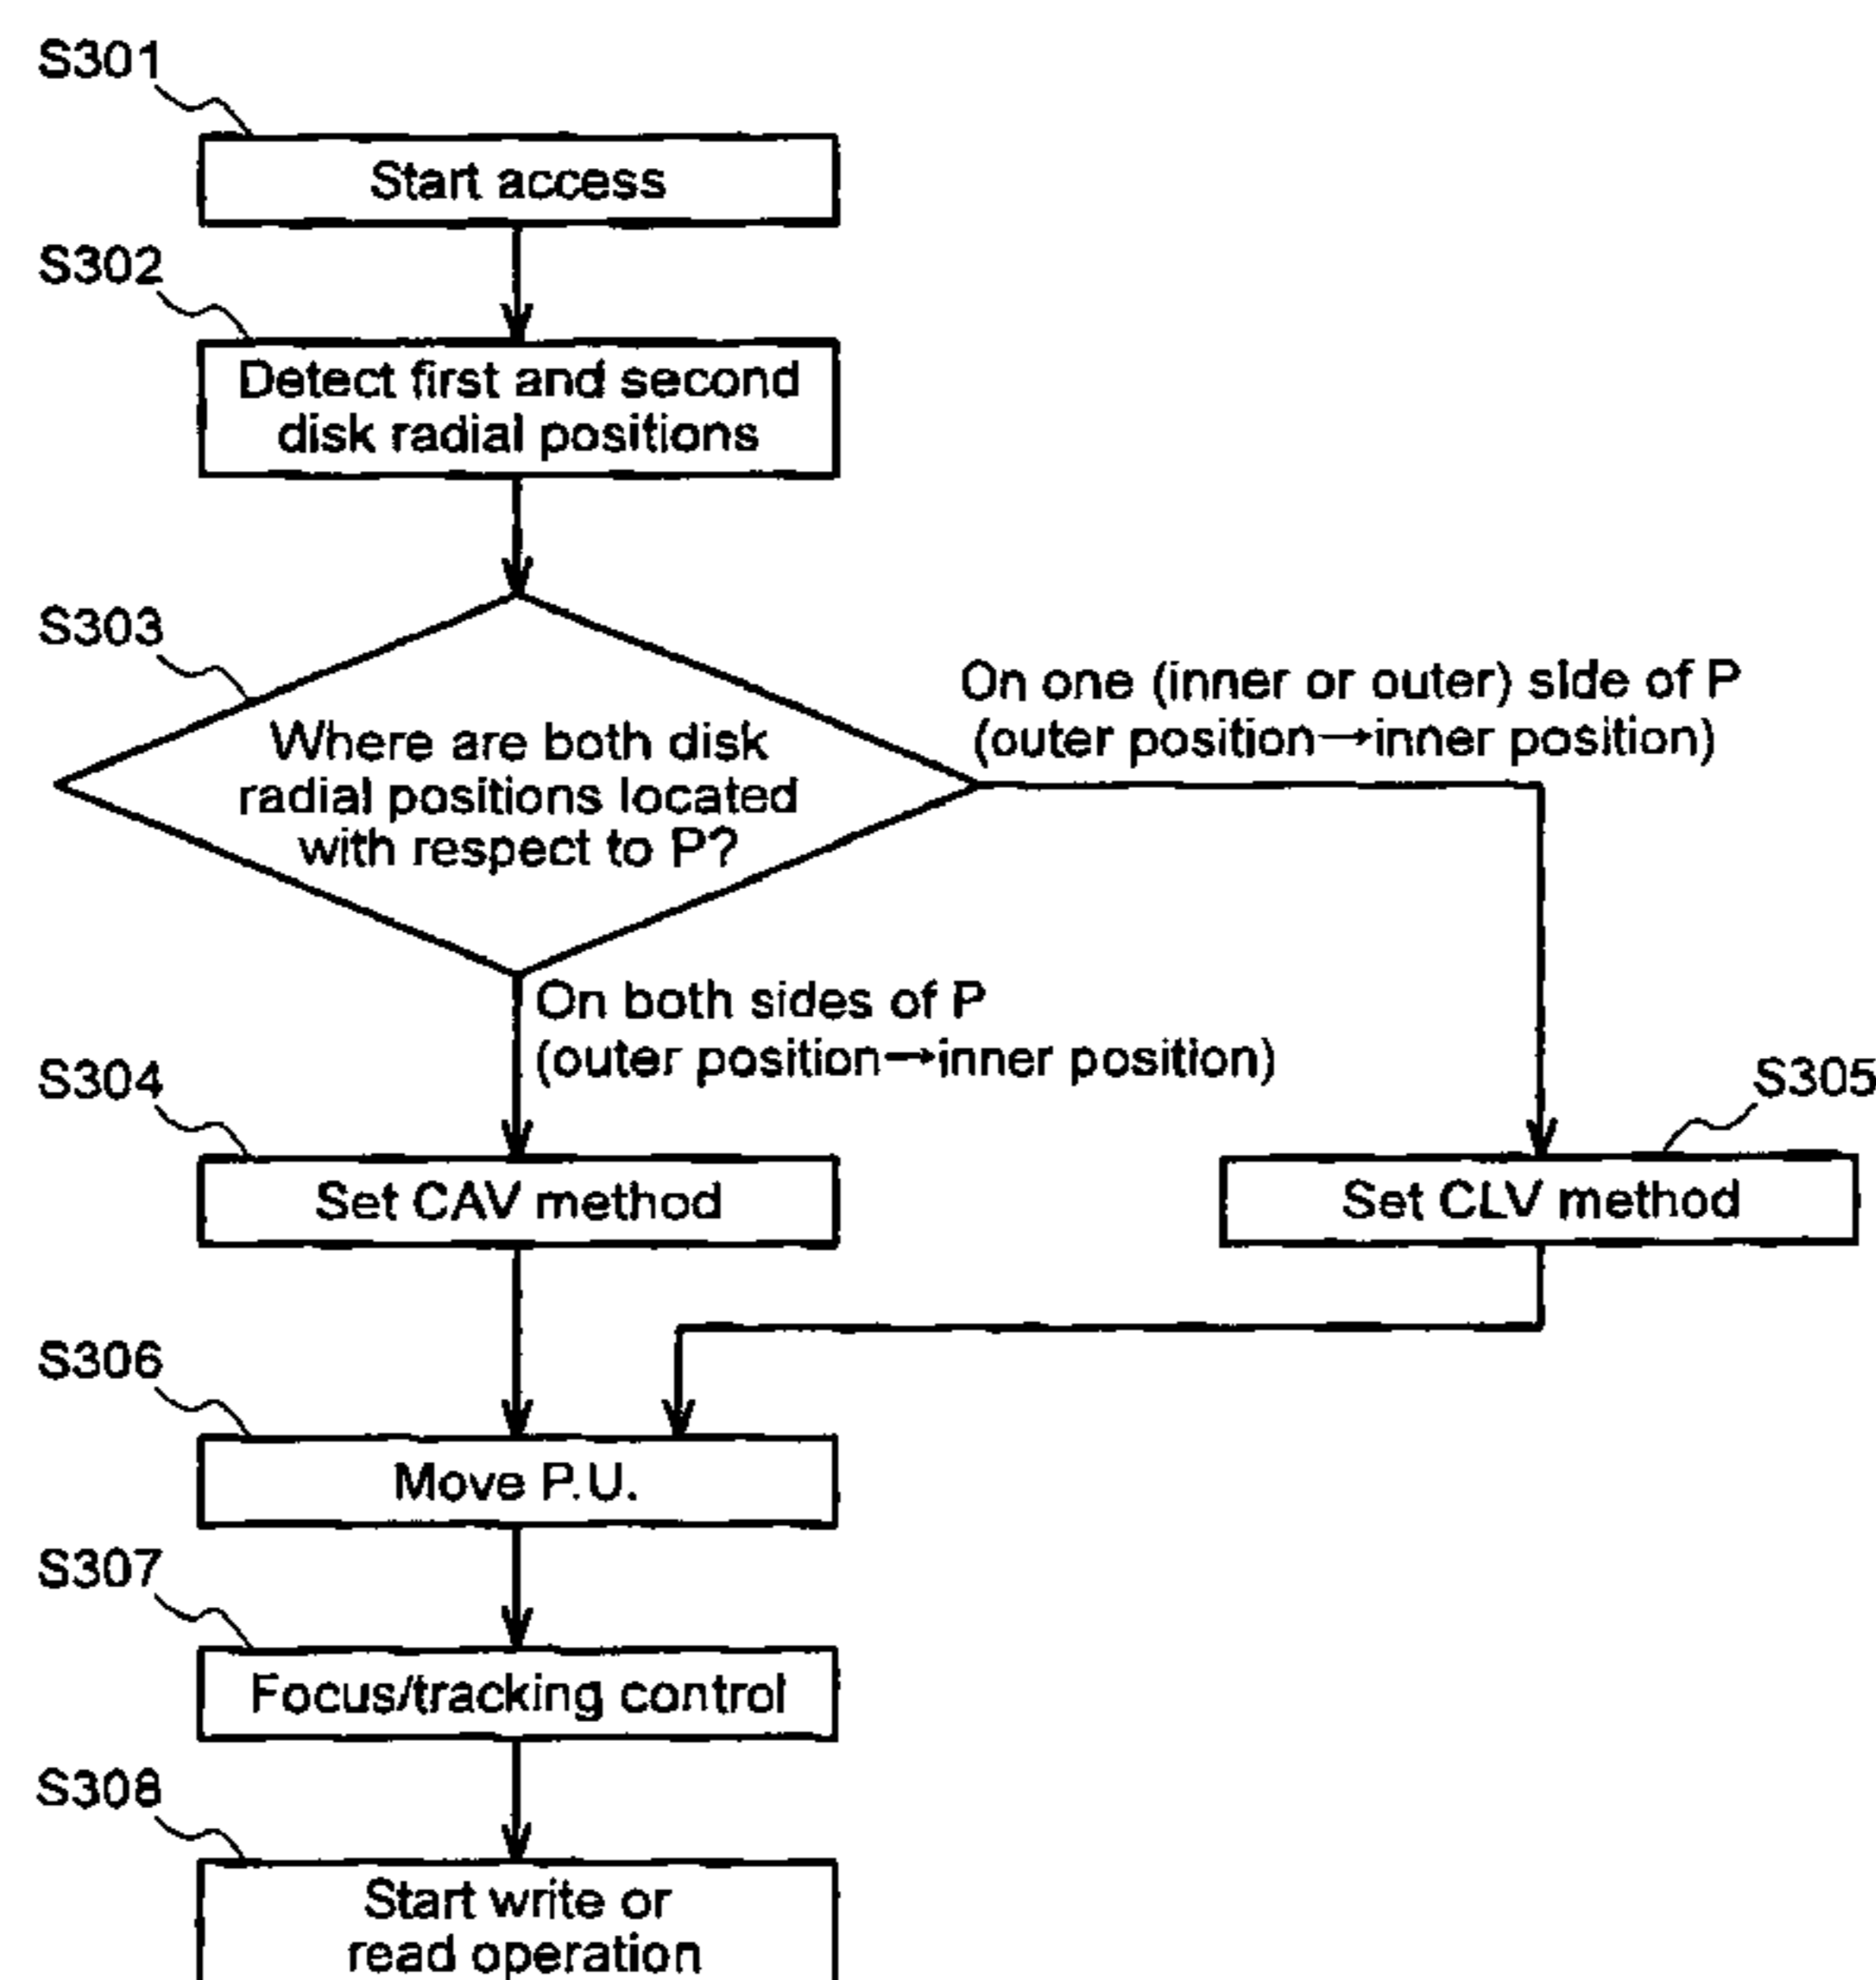 S301
Start access
S302
Detect first and second
disk radial positions
S303
Where are both disk
radial positions located
with respect to P?
On one (inner or outer) side of P
(outer position→inner position)
On both sides of P
(outer position→inner position)
S304
Set CAV method
S305
Set CLV method
S306
Move P.U.
S307
Focus/tracking control
S308
Start write or
read operation